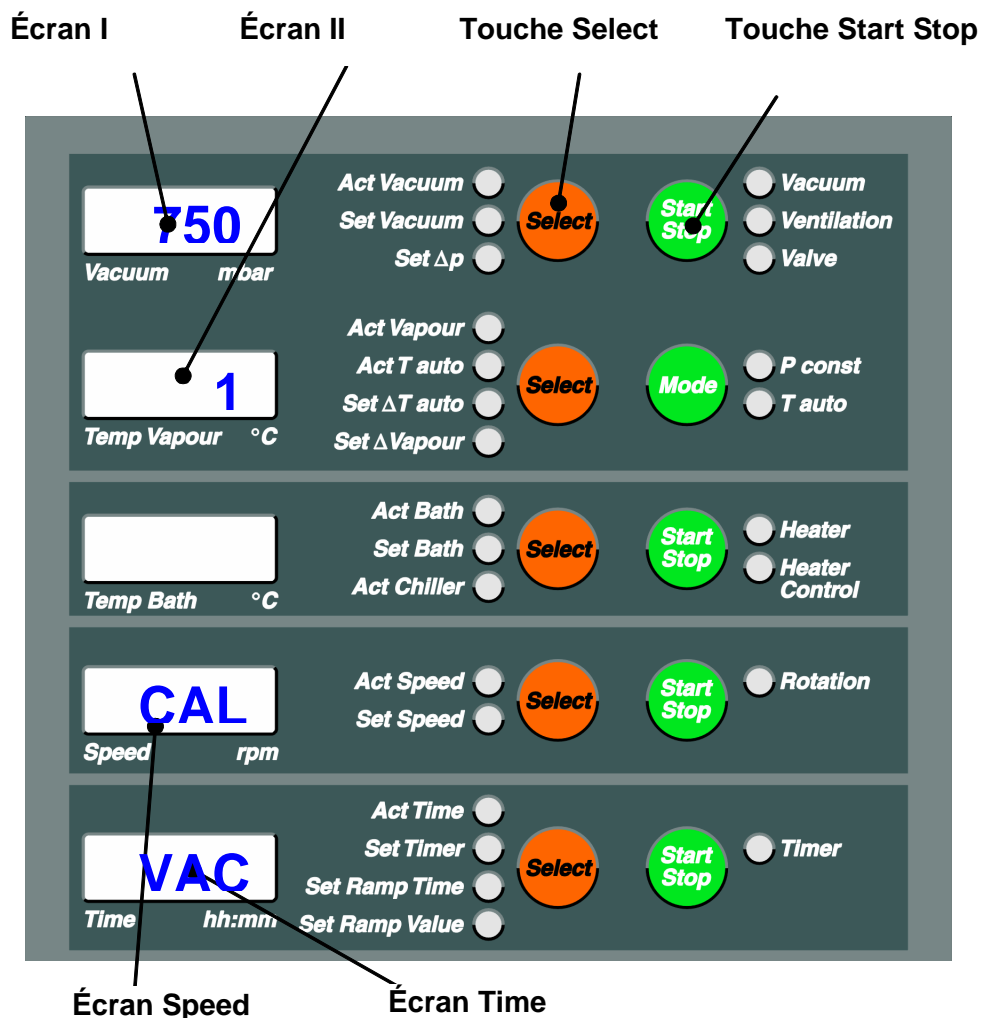 Écran I Écran II Touche Select Touche Start Stop
750
Vacuum mbar
Act Vacuum
Set Vacuum
Set Δp
Select
Start
Stop
Vacuum
Ventilation
Valve
1
Temp Vapour °C
Act Vapour
Act T auto
Set ΔT auto
Set ΔVapour
Select
Mode
P const
T auto
Temp Bath °C
Act Bath
Set Bath
Act Chiller
Select
Start
Stop
Heater
Heater
Control
CAL
Speed rpm
Act Speed
Set Speed
Select
Start
Stop
Rotation
VAC
Time hh:mm
Act Time
Set Timer
Set Ramp Time
Set Ramp Value
Select
Start
Stop
Timer
Écran Speed Écran Time